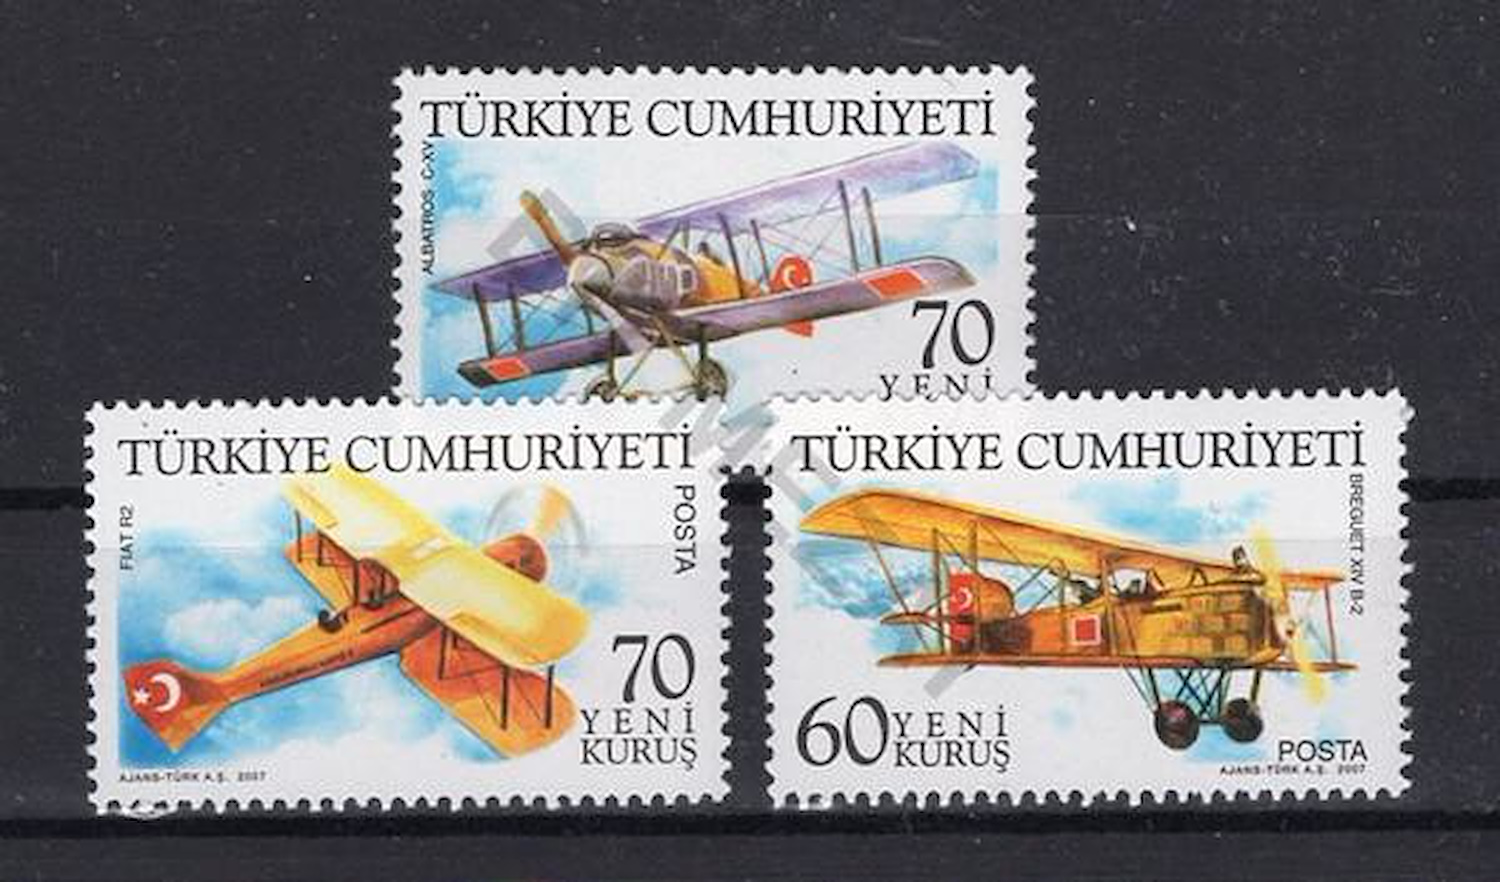 TÜRKİYE CUMHURİYETİ
ALBATROS C-XV
70
YENİ
TÜRKİYE CUMHURİYETİ
FIAT R2
POSTA
70
YENİ
KURUŞ
AJANS-TÜRK A.Ş. 2007
TÜRKİYE CUMHURİYETİ
BREGUET XIV B-2
60 YENİ
KURUŞ
POSTA
AJANS-TÜRK A.Ş. 2007